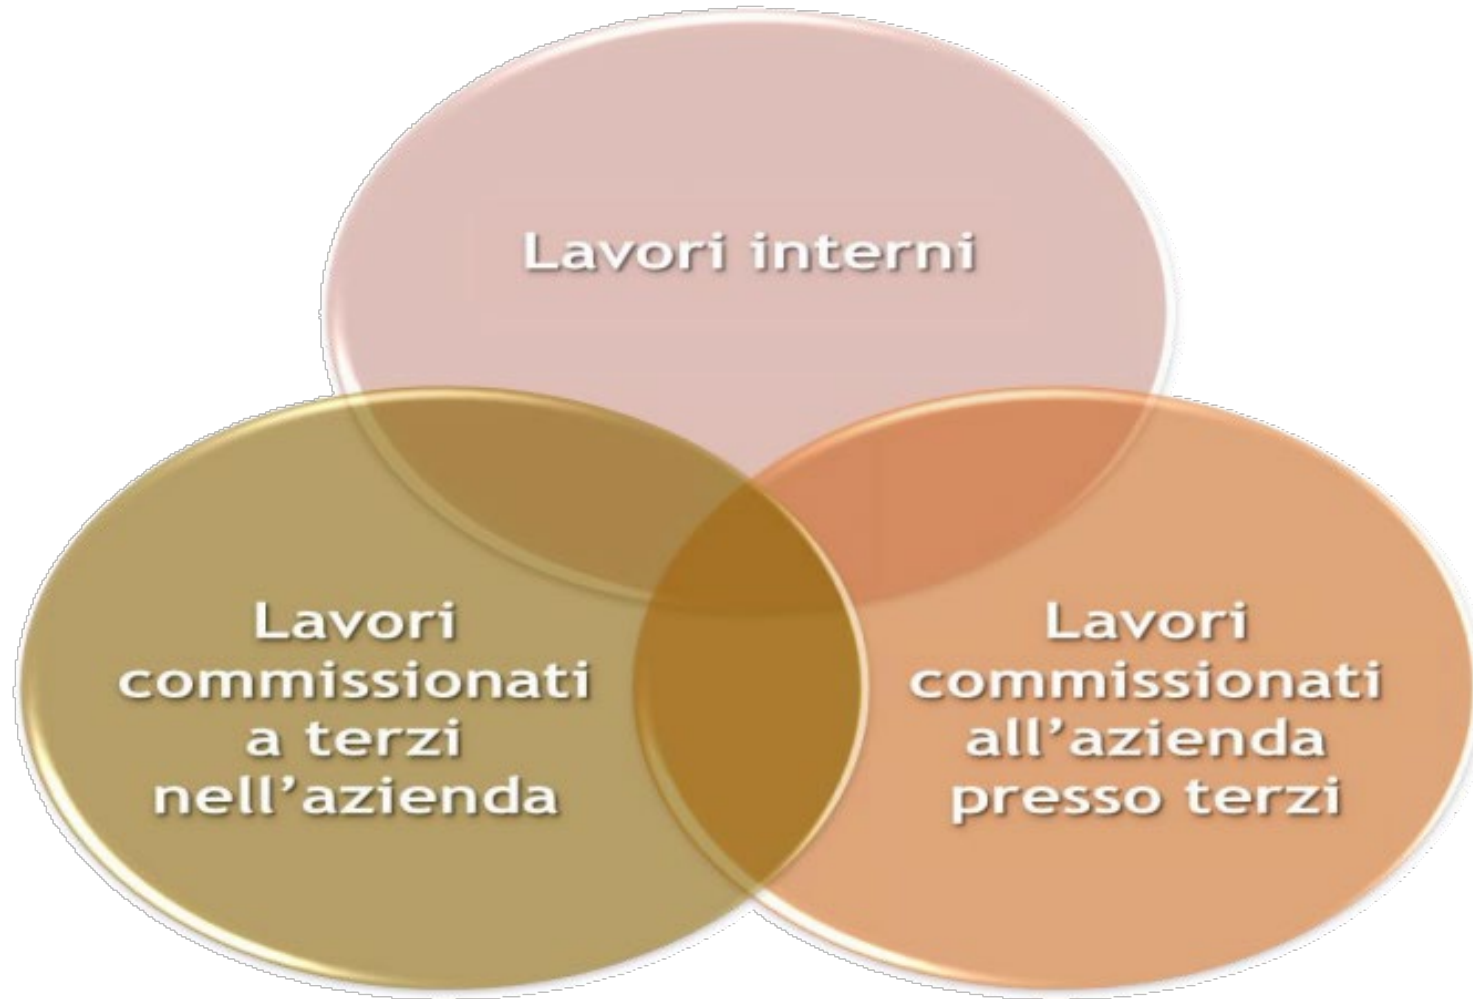 Lavori interni
Lavori
commissionati
a terzi
nell’azienda
Lavori
commissionati
all’azienda
presso terzi